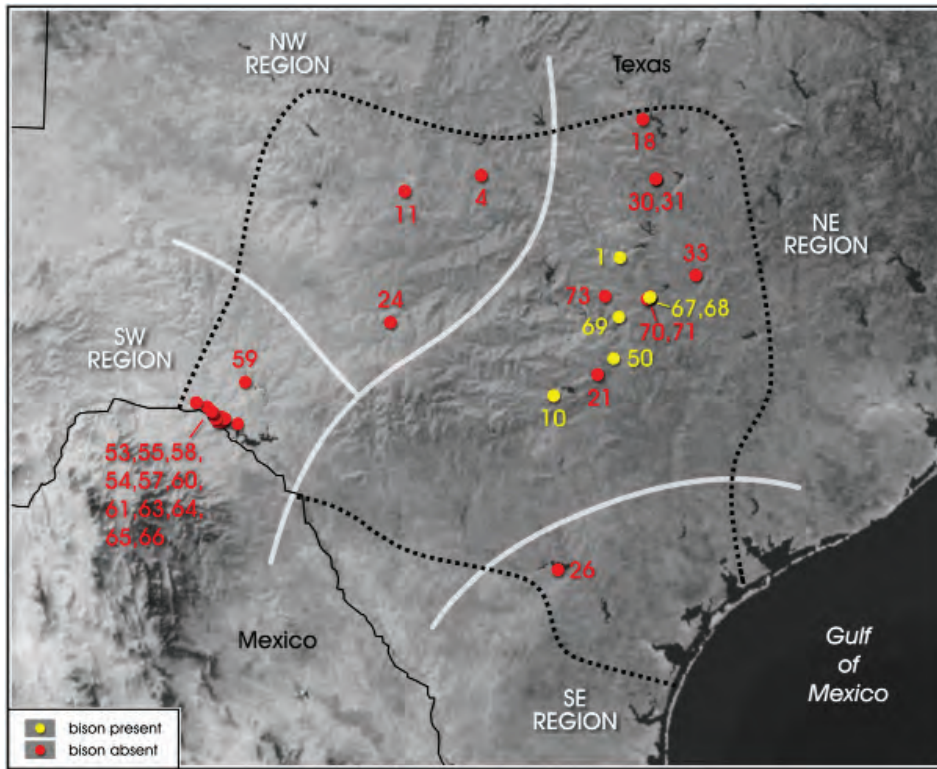 NW
REGION
Texas
18
4
11
30,31
NE
REGION
1
33
73
67,68
24
69
70,71
SW
REGION
50
59
21
10
53,55,58,
54,57,60,
61,63,64,
65,66
26
Mexico
Gulf
of
Mexico
SE
REGION
bison present
bison absent